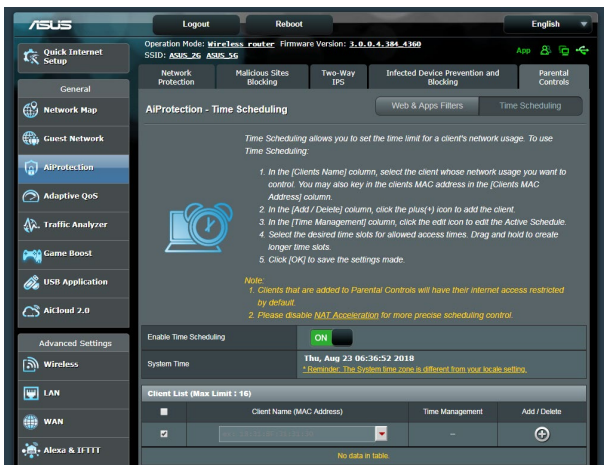 ASUS
Logout
Reboot
English
Operation Mode: Wireless router Firmware Version: 3.0.0.4.384_4360
SSID: ASUS_2G ASUS_5G
App
Quick Internet
Setup
General
Network Map
Guest Network
AiProtection
Adaptive QoS
Traffic Analyzer
Game Boost
USB Application
AiCloud 2.0
Advanced Settings
Wireless
LAN
WAN
Alexa & IFTTT
Network
Protection
Malicious Sites
Blocking
Two-Way
IPS
Infected Device Prevention and
Blocking
Parental
Controls
AiProtection - Time Scheduling
Web & Apps Filters
Time Scheduling
Time Scheduling allows you to set the time limit for a client's network usage. To use
Time Scheduling:
1. In the [Clients Name] column, select the client whose network usage you want to
control. You may also key in the clients MAC address in the [Clients MAC
Address] column.
2. In the [Add / Delete] column, click the plus(+) icon to add the client.
3. In the [Time Management] column, click the edit icon to edit the Active Schedule.
4. Select the desired time slots for allowed access times. Drag and hold to create
longer time slots.
5. Click [OK] to save the settings made.
Note:
1. Clients that are added to Parental Controls will have their internet access restricted
by default.
2. Please disable NAT Acceleration for more precise scheduling control.
Enable Time Scheduling
ON
System Time
Thu, Aug 23 06:36:52 2018
* Reminder: The System time zone is different from your locale setting.
Client List (Max Limit : 16)
Client Name (MAC Address)
Time Management
Add / Delete
–
No data in table.